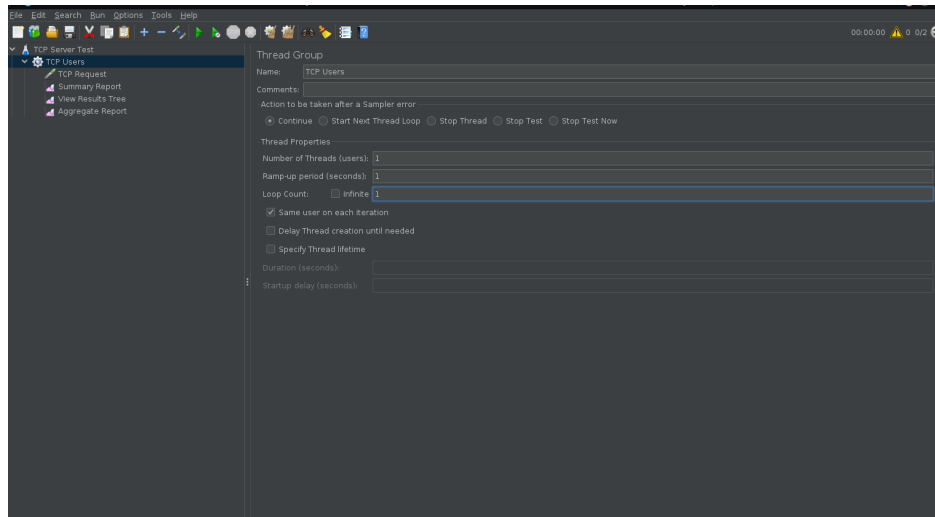 File Edit Search Run Options Tools Help
00:00:00 0 0/2
TCP Server Test
TCP Users
TCP Request
Summary Report
View Results Tree
Aggregate Report
Thread Group
Name: TCP Users
Comments:
Action to be taken after a Sampler error
Continue Start Next Thread Loop Stop Thread Stop Test Stop Test Now
Thread Properties
Number of Threads (users): 1
Ramp-up period (seconds): 1
Loop Count: Infinite 1
Same user on each iteration
Delay Thread creation until needed
Specify Thread lifetime
Duration (seconds):
Startup delay (seconds):